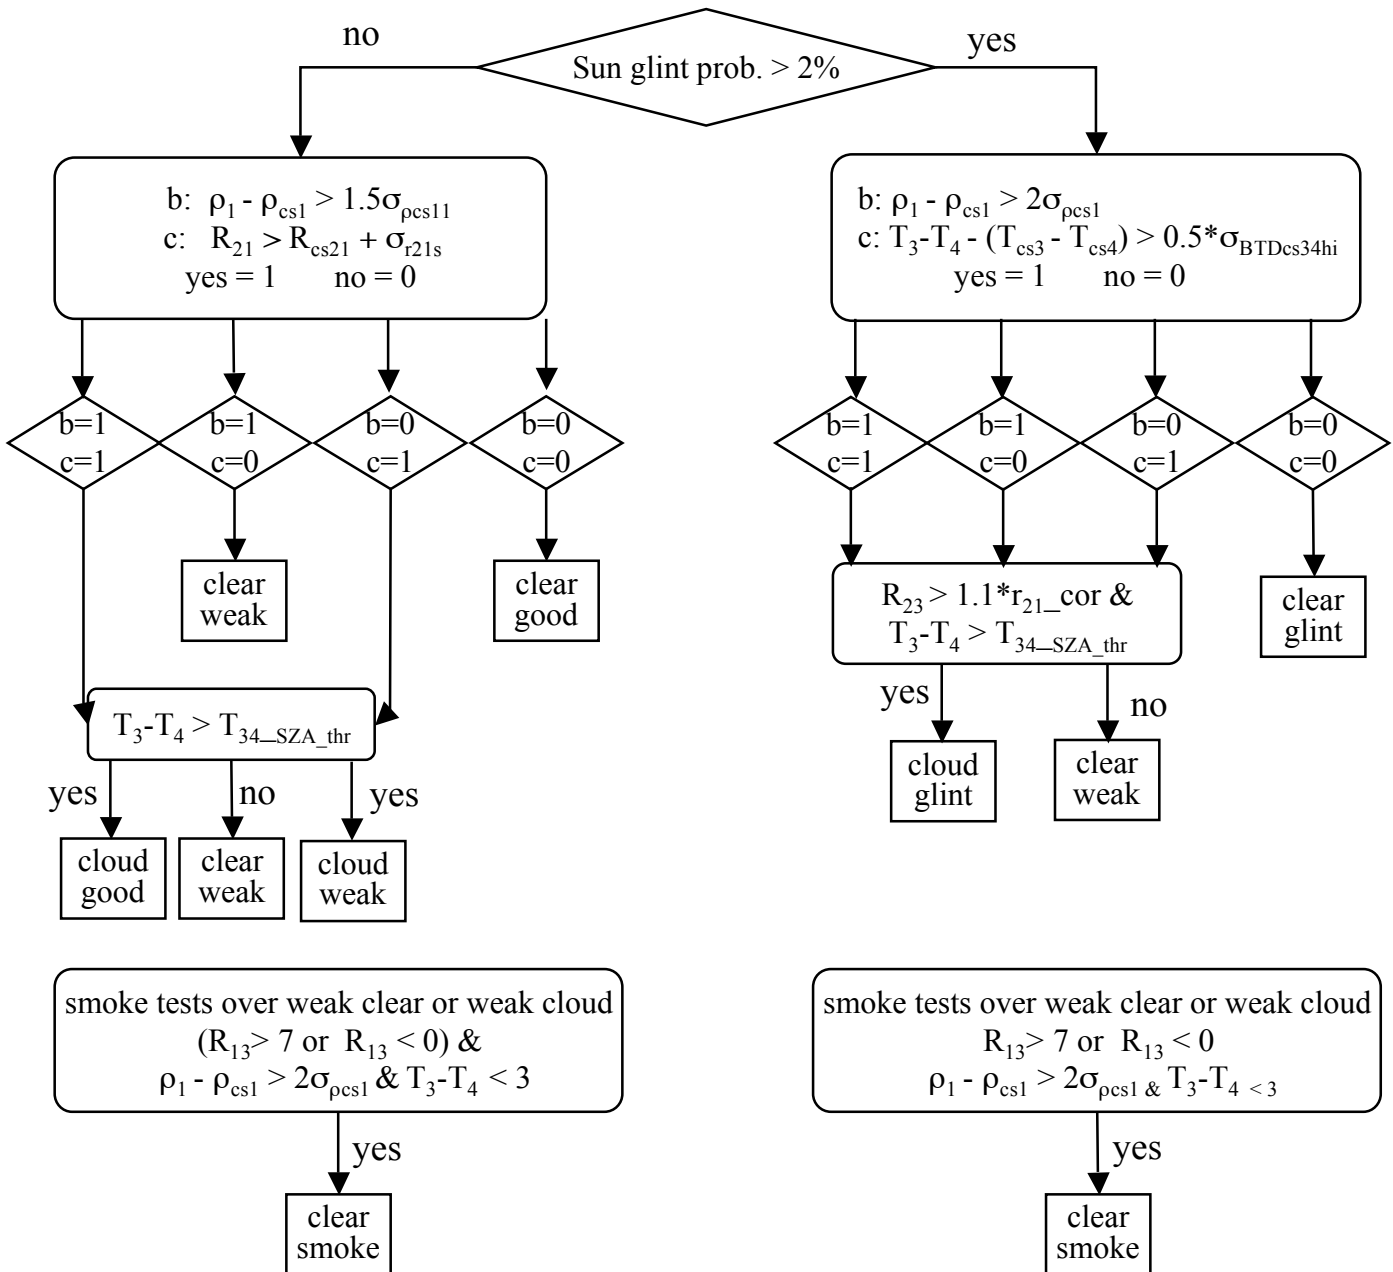 no
yes
Sun glint prob. > 2%
b: ρ₁ - ρcs1 > 1.5σρcs11
c: R₂₁ > Rcs21 + σr21s
yes = 1 no = 0
b: ρ₁ - ρcs1 > 2σρcs1
c: T₃-T₄ - (Tcs3 - Tcs4) > 0.5*σBTDcs34hi
yes = 1 no = 0
b=1
c=1
b=1
c=0
b=0
c=1
b=0
c=0
b=1
c=1
b=1
c=0
b=0
c=1
b=0
c=0
clear
weak
clear
good
R₂₃ > 1.1*r₂₁_cor &
T₃-T₄ > T₃₄_SZA_thr
clear
glint
T₃-T₄ > T₃₄_SZA_thr
yes
no
yes
cloud
good
clear
weak
cloud
weak
yes
no
cloud
glint
clear
weak
smoke tests over weak clear or weak cloud
(R₁₃> 7 or R₁₃ < 0) &
ρ₁ - ρcs1 > 2σρcs1 & T₃-T₄ < 3
yes
clear
smoke
smoke tests over weak clear or weak cloud
R₁₃> 7 or R₁₃ < 0
ρ₁ - ρcs1 > 2σρcs1 & T₃-T₄ < 3
yes
clear
smoke